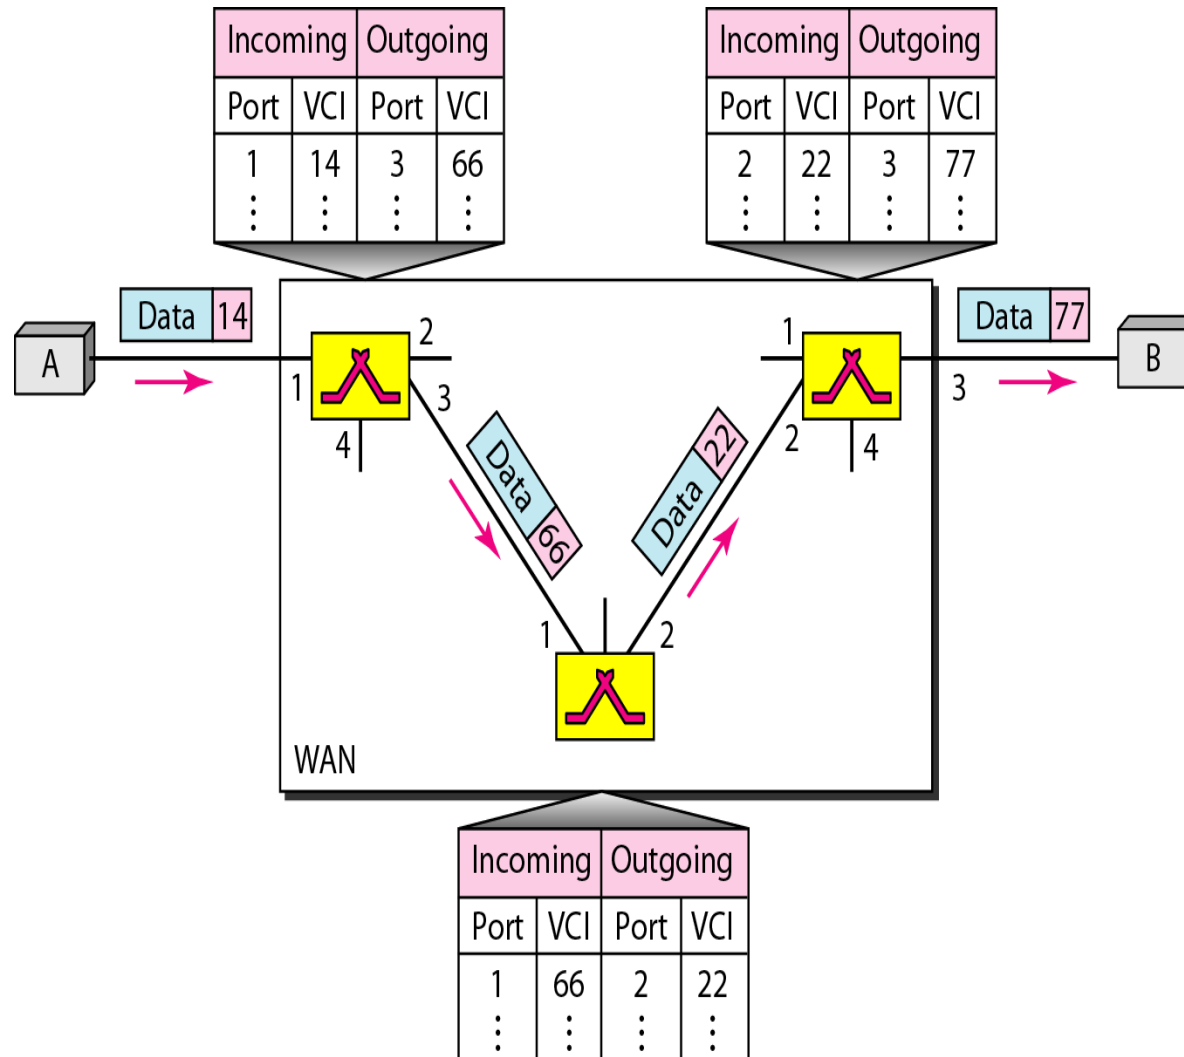 Incoming Outgoing
Port VCI Port VCI
1 14 3 66
⋮ ⋮ ⋮ ⋮
Incoming Outgoing
Port VCI Port VCI
2 22 3 77
⋮ ⋮ ⋮ ⋮
Data 14
A
1
2
3
4
Data 66
Data 22
1
2
3
4
Data 77
B
1
2
WAN
Incoming Outgoing
Port VCI Port VCI
1 66 2 22
⋮ ⋮ ⋮ ⋮